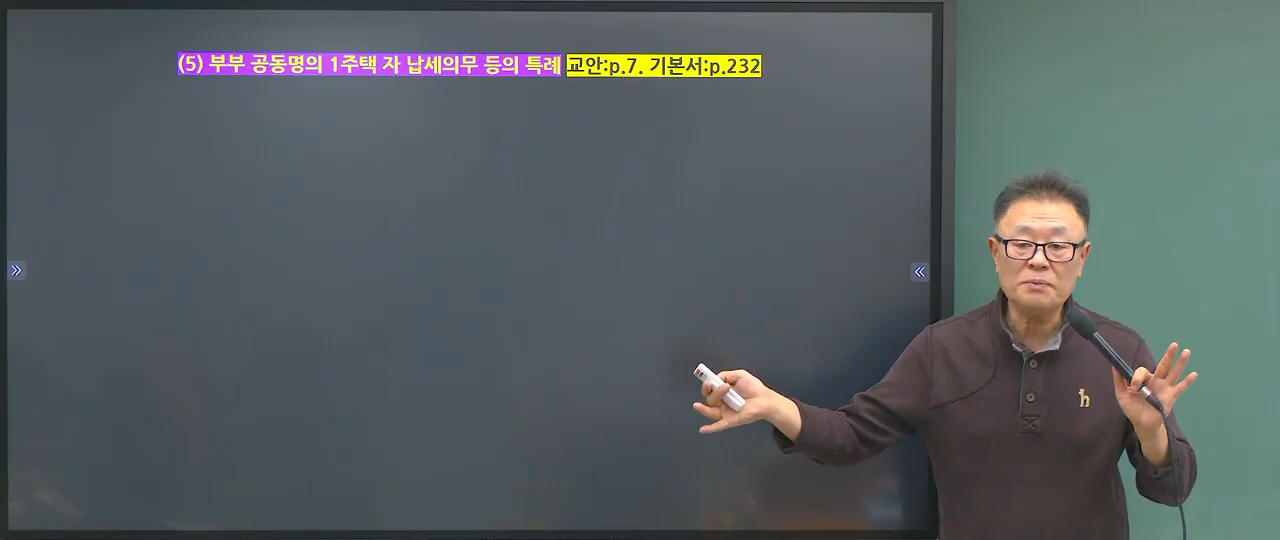 (5) 부부 공동명의 1주택 자 납세의무 등의 특례 교안:p.7. 기본서:p.232